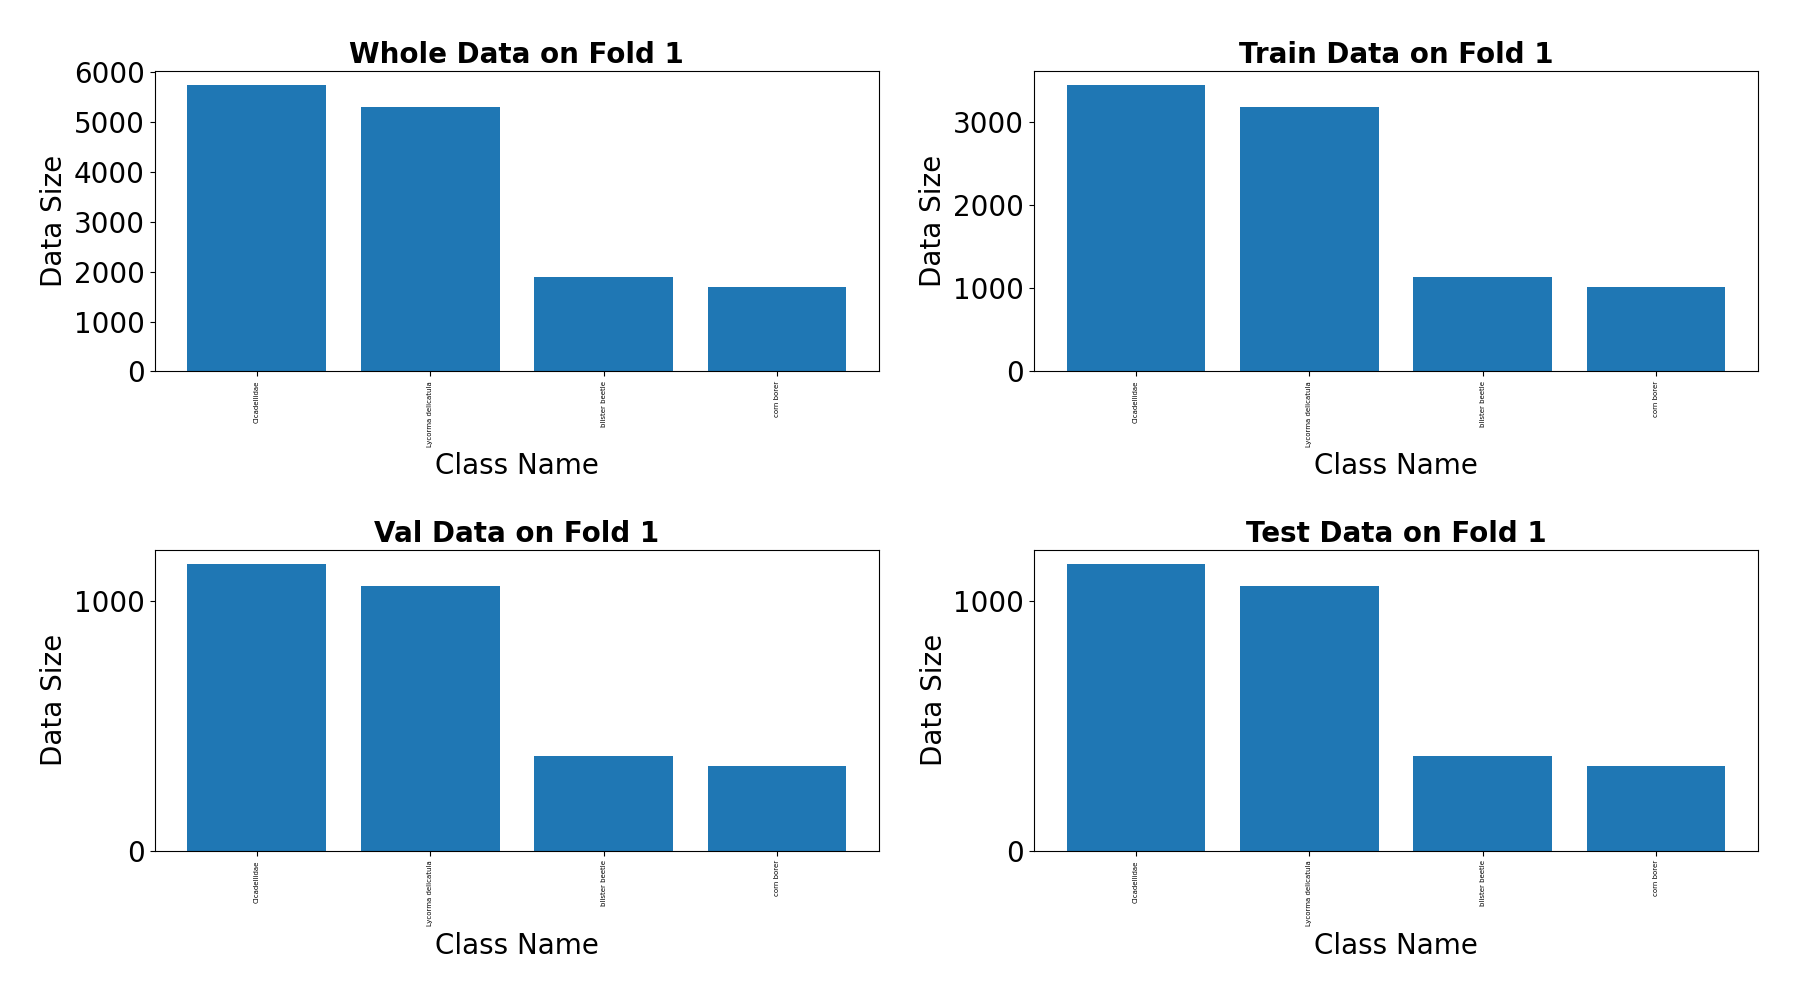 Whole Data on Fold 1
6000
5000
4000
3000
2000
1000
0
Data Size
Cicadellidae
Lycorma delicatula
blister beetle
corn borer
Class Name
Train Data on Fold 1
3000
2000
1000
0
Data Size
Cicadellidae
Lycorma delicatula
blister beetle
corn borer
Class Name
Val Data on Fold 1
1000
0
Data Size
Cicadellidae
Lycorma delicatula
blister beetle
corn borer
Class Name
Test Data on Fold 1
1000
0
Data Size
Cicadellidae
Lycorma delicatula
blister beetle
corn borer
Class Name